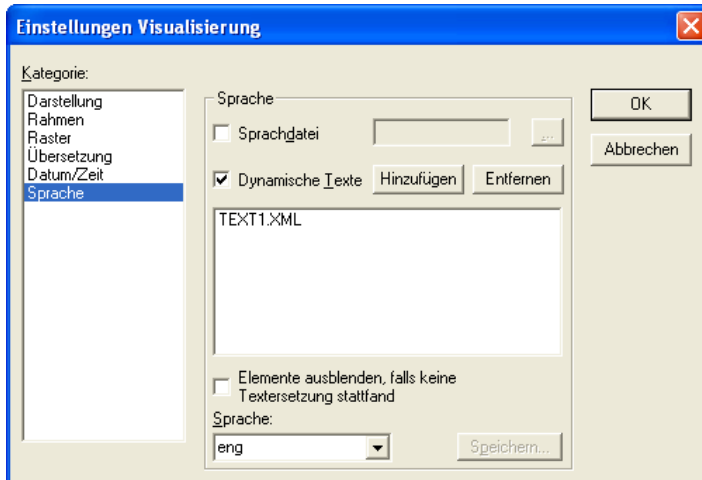 Einstellungen Visualisierung
Kategorie:
Darstellung
Rahmen
Raster
Übersetzung
Datum/Zeit
Sprache
Sprache
Sprachdatei
...
Dynamische Texte
Hinzufügen
Entfernen
TEXT1.XML
Elemente ausblenden, falls keine
Textersetzung stattfand
Sprache:
eng
Speichern...
OK
Abbrechen